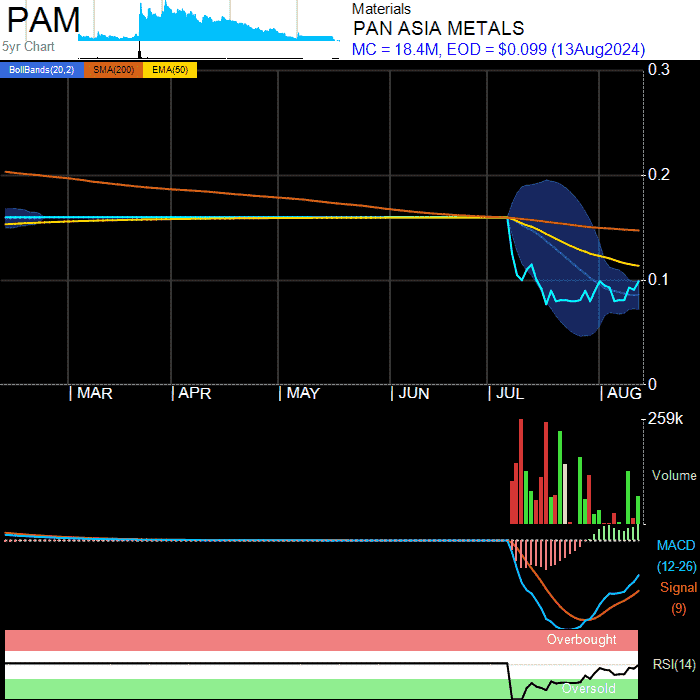 PAM
5yr Chart
Materials
PAN ASIA METALS
MC = 18.4M, EOD = $0.099 (13Aug2024)
BollBands(20,2) SMA(200) EMA(50)
0.3
0.2
0.1
0
MAR APR MAY JUN JUL AUG
259k
Volume
MACD
(12-26)
Signal
(9)
Overbought
RSI(14)
Oversold